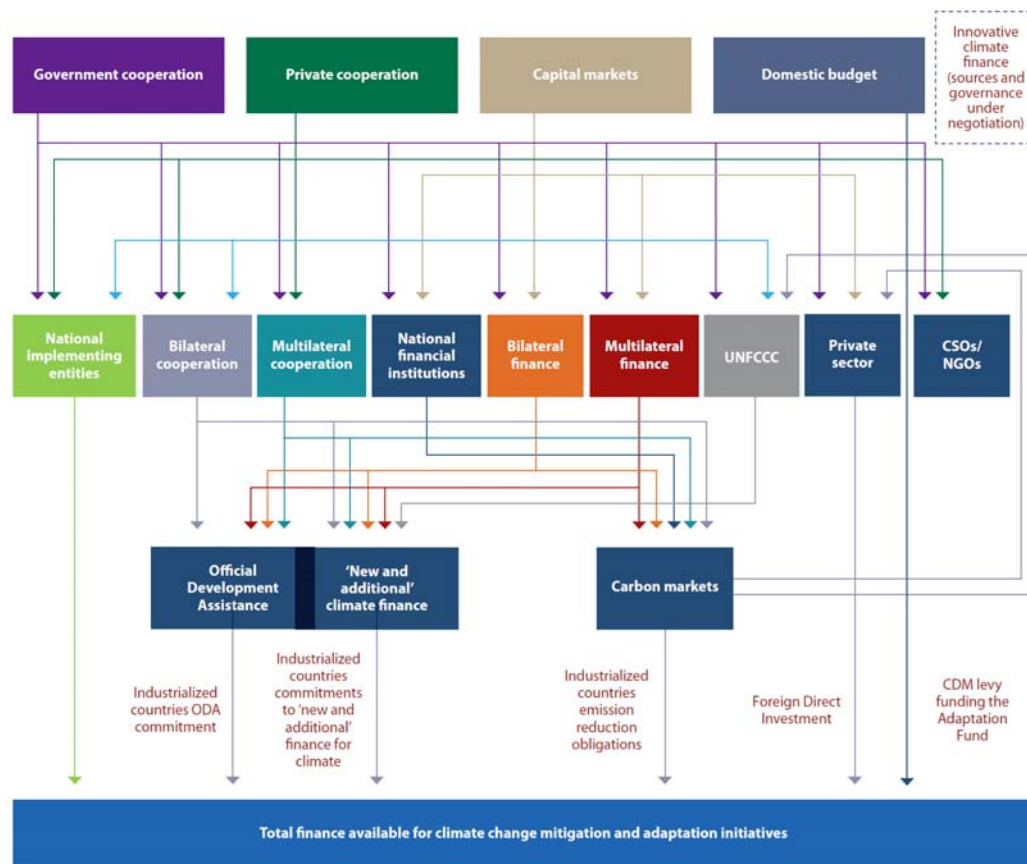 Government cooperation
Private cooperation
Capital markets
Domestic budget
Innovative
climate
finance
(sources and
governance
under
negotiation)
National
implementing
entities
Bilateral
cooperation
Multilateral
cooperation
National
financial
institutions
Bilateral
finance
Multilateral
finance
UNFCCC
Private
sector
CSOs/
NGOs
Official
Development
Assistance
‘New and
additional’
climate finance
Carbon markets
Industrialized
countries ODA
commitment
Industrialized
countries
commitments
to ‘new and
additional’
finance for
climate
Industrialized
countries
emission
reduction
obligations
Foreign Direct
Investment
CDM levy
funding the
Adaptation
Fund
Total finance available for climate change mitigation and adaptation initiatives